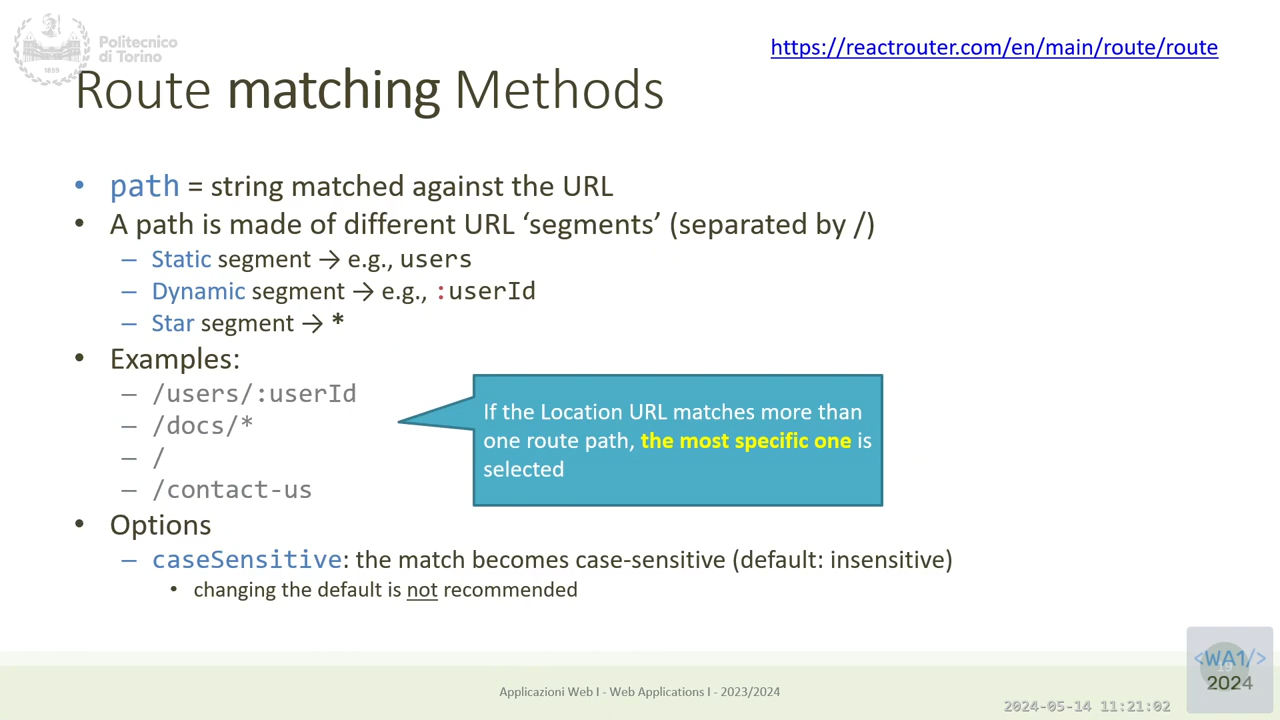 Politecnico
di Torino
1859
https://reactrouter.com/en/main/route/route
Route matching Methods
• path = string matched against the URL
• A path is made of different URL ‘segments’ (separated by /)
– Static segment → e.g., users
– Dynamic segment → e.g., :userId
– Star segment → *
• Examples:
– /users/:userId
– /docs/*
– /
– /contact-us
If the Location URL matches more than
one route path, the most specific one is
selected
• Options
– caseSensitive: the match becomes case-sensitive (default: insensitive)
• changing the default is not recommended
Applicazioni Web I - Web Applications I - 2023/2024
2024-05-14 11:21:02
<WA1/>
19
2024